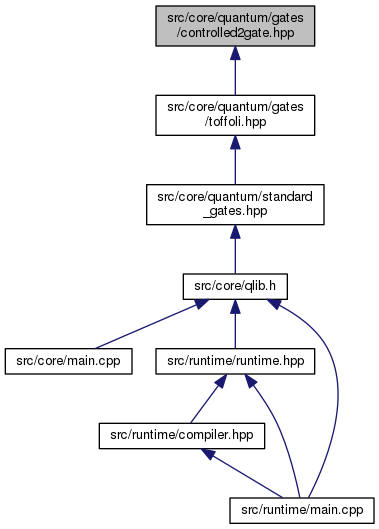 src/core/quantum/gates
/controlled2gate.hpp
src/core/quantum/gates
/toffoli.hpp
src/core/quantum/standard
_gates.hpp
src/core/qlib.h
src/core/main.cpp
src/runtime/runtime.hpp
src/runtime/compiler.hpp
src/runtime/main.cpp